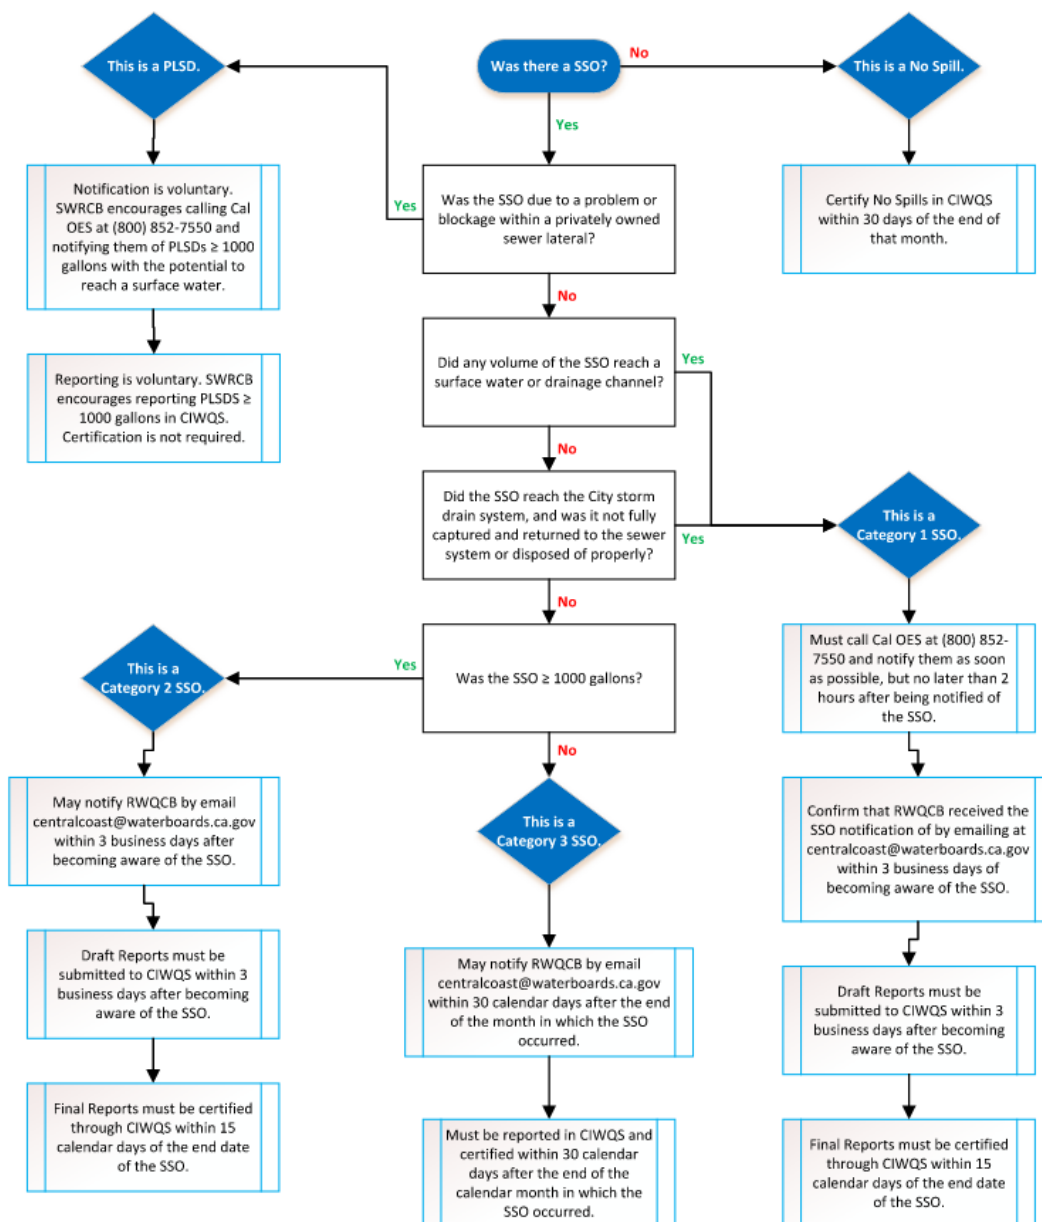 This is a PLSD.
Was there a SSO?
No
This is a No Spill.
Yes
Notification is voluntary.
SWRCB encourages calling Cal
OES at (800) 852-7550 and
notifying them of PLSDs ≥ 1000
gallons with the potential to
reach a surface water.
Yes
Was the SSO due to a problem or
blockage within a privately owned
sewer lateral?
Certify No Spills in CIWQS
within 30 days of the end of
that month.
No
Reporting is voluntary. SWRCB
encourages reporting PLSDS ≥
1000 gallons in CIWQS.
Certification is not required.
Did any volume of the SSO reach a
surface water or drainage channel?
Yes
No
Did the SSO reach the City storm
drain system, and was it not fully
captured and returned to the sewer
system or disposed of properly?
Yes
This is a
Category 1 SSO.
No
This is a
Category 2 SSO.
Yes
Was the SSO ≥ 1000 gallons?
Must call Cal OES at (800) 852-
7550 and notify them as soon
as possible, but no later than 2
hours after being notified of
the SSO.
No
May notify RWQCB by email
centralcoast@waterboards.ca.gov
within 3 business days after
becoming aware of the SSO.
This is a
Category 3 SSO.
Confirm that RWQCB received the
SSO notification of by emailing at
centralcoast@waterboards.ca.gov
within 3 business days of
becoming aware of the SSO.
Draft Reports must be
submitted to CIWQS within 3
business days after becoming
aware of the SSO.
May notify RWQCB by email
centralcoast@waterboards.ca.gov
within 30 calendar days after the end
of the month in which the SSO
occurred.
Draft Reports must be
submitted to CIWQS within 3
business days after becoming
aware of the SSO.
Final Reports must be certified
through CIWQS within 15
calendar days of the end date
of the SSO.
Must be reported in CIWQS and
certified within 30 calendar
days after the end of the
calendar month in which the
SSO occurred.
Final Reports must be certified
through CIWQS within 15
calendar days of the end date
of the SSO.